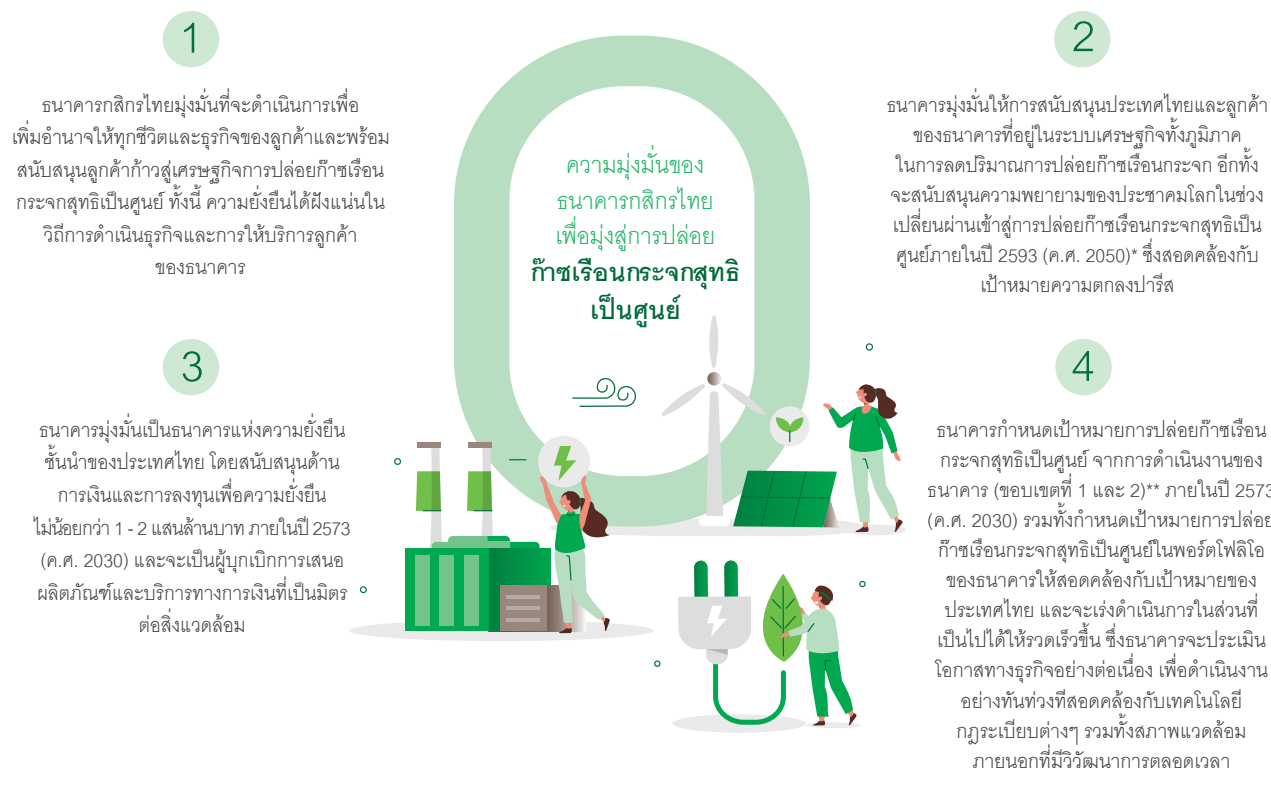 1
ธนาคารกสิกรไทยมุ่งมั่นที่จะดำเนินการเพื่อ
เพิ่มอำนาจให้ทุกชีวิตและธุรกิจของลูกค้าและพร้อม
สนับสนุนลูกค้าก้าวสู่เศรษฐกิจการปล่อยก๊าซเรือน
กระจกสุทธิเป็นศูนย์ ทั้งนี้ ความยั่งยืนได้ฝังแน่นใน
วิถีการดำเนินธุรกิจและการให้บริการลูกค้า
ของธนาคาร
ความมุ่งมั่นของ
ธนาคารกสิกรไทย
เพื่อมุ่งสู่การปล่อย
ก๊าซเรือนกระจกสุทธิ
เป็นศูนย์
2
ธนาคารมุ่งมั่นให้การสนับสนุนประเทศไทยและลูกค้า
ของธนาคารที่อยู่ในระบบเศรษฐกิจทั้งภูมิภาค
ในการลดปริมาณการปล่อยก๊าซเรือนกระจก อีกทั้ง
จะสนับสนุนความพยายามของประชาคมโลกในช่วง
เปลี่ยนผ่านเข้าสู่การปล่อยก๊าซเรือนกระจกสุทธิเป็น
ศูนย์ภายในปี 2593 (ค.ศ. 2050)* ซึ่งสอดคล้องกับ
เป้าหมายความตกลงปารีส
3
ธนาคารมุ่งมั่นเป็นธนาคารแห่งความยั่งยืน
ชั้นนำของประเทศไทย โดยสนับสนุนด้าน
การเงินและการลงทุนเพื่อความยั่งยืน
ไม่น้อยกว่า 1 - 2 แสนล้านบาท ภายในปี 2573
(ค.ศ. 2030) และจะเป็นผู้บุกเบิกการเสนอ
ผลิตภัณฑ์และบริการทางการเงินที่เป็นมิตร
ต่อสิ่งแวดล้อม
4
ธนาคารกำหนดเป้าหมายการปล่อยก๊าซเรือน
กระจกสุทธิเป็นศูนย์ จากการดำเนินงานของ
ธนาคาร (ขอบเขตที่ 1 และ 2)** ภายในปี 2573
(ค.ศ. 2030) รวมทั้งกำหนดเป้าหมายการปล่อย
ก๊าซเรือนกระจกสุทธิเป็นศูนย์ในพอร์ตโฟลิโอ
ของธนาคารให้สอดคล้องกับเป้าหมายของ
ประเทศไทย และจะเร่งดำเนินการในส่วนที่
เป็นไปได้ให้รวดเร็วขึ้น ซึ่งธนาคารจะประเมิน
โอกาสทางธุรกิจอย่างต่อเนื่อง เพื่อดำเนินงาน
อย่างทันท่วงทีสอดคล้องกับเทคโนโลยี
กฎระเบียบต่างๆ รวมทั้งสภาพแวดล้อม
ภายนอกที่มีวิวัฒนาการตลอดเวลา